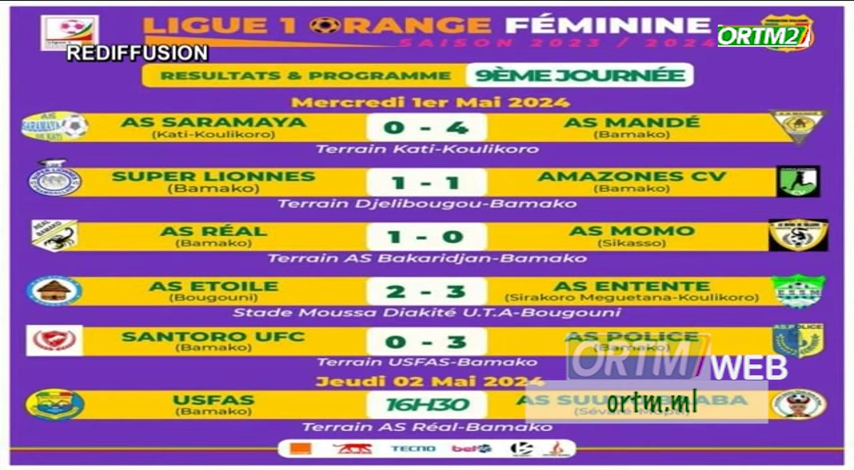 LIGUE 1 ORANGE FÉMININE
SAISON 2023 / 2024
ORTM2
REDIFFUSION
RESULTATS & PROGRAMME 9ÈME JOURNÉE
Mercredi 1er Mai 2024
AS SARAMAYA 0 - 4 AS MANDÉ
(Kati-Koulikoro) (Bamako)
Terrain Kati-Koulikoro
SUPER LIONNES 1 - 1 AMAZONES CV
(Bamako) (Bamako)
Terrain Djelibougou-Bamako
AS RÉAL 1 - 0 AS MOMO
(Bamako) (Sikasso)
Terrain AS Bakaridjan-Bamako
AS ETOILE 2 - 3 AS ENTENTE
(Bougouni) (Sirakoro Meguetana-Koulikoro)
Stade Moussa Diakité U.T.A-Bougouni
SANTORO UFC 0 - 3 AS POLICE
(Bamako) (Bamako)
Terrain USFAS-Bamako
Jeudi 02 Mai 2024
USFAS 16H30 AS
(Bamako)
Terrain AS Réal-Bamako
ORTM WEB
ortm.ml
TECNO